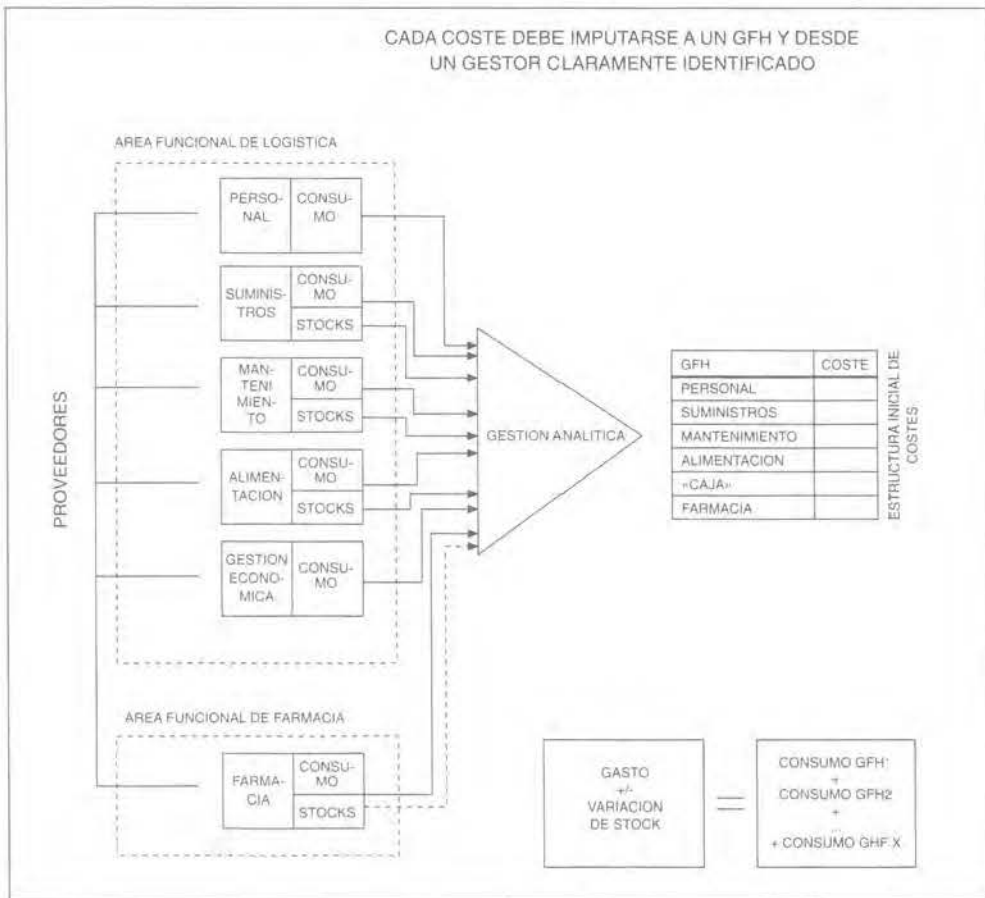 CADA COSTE DEBE IMPUTARSE A UN GFH Y DESDE
UN GESTOR CLARAMENTE IDENTIFICADO
AREA FUNCIONAL DE LOGISTICA
PROVEEDORES
PERSO-
NAL
CONSU-
MO
SUMINIS-
TROS
CONSU-
MO
STOCKS
MAN-
TENI
MIEN-
TO
CONSU-
MO
STOCKS
ALIMEN-
TACION
CONSU-
MO
STOCKS
GESTION
ECONO-
MICA
CONSU-
MO
GESTION ANALITICA
GFH COSTE
PERSONAL
SUMINISTROS
MANTENIMIENTO
ALIMENTACION
«CAJA»
FARMACIA
ESTRUCTURA INICIAL DE
COSTES
AREA FUNCIONAL DE FARMACIA
FARMA-
CIA
CONSU-
MO
STOCKS
GASTO
+/-
VARIACION
DE STOCK
=
CONSUMO GFH1
+
CONSUMO GFH2
+
...
+ CONSUMO GHF X